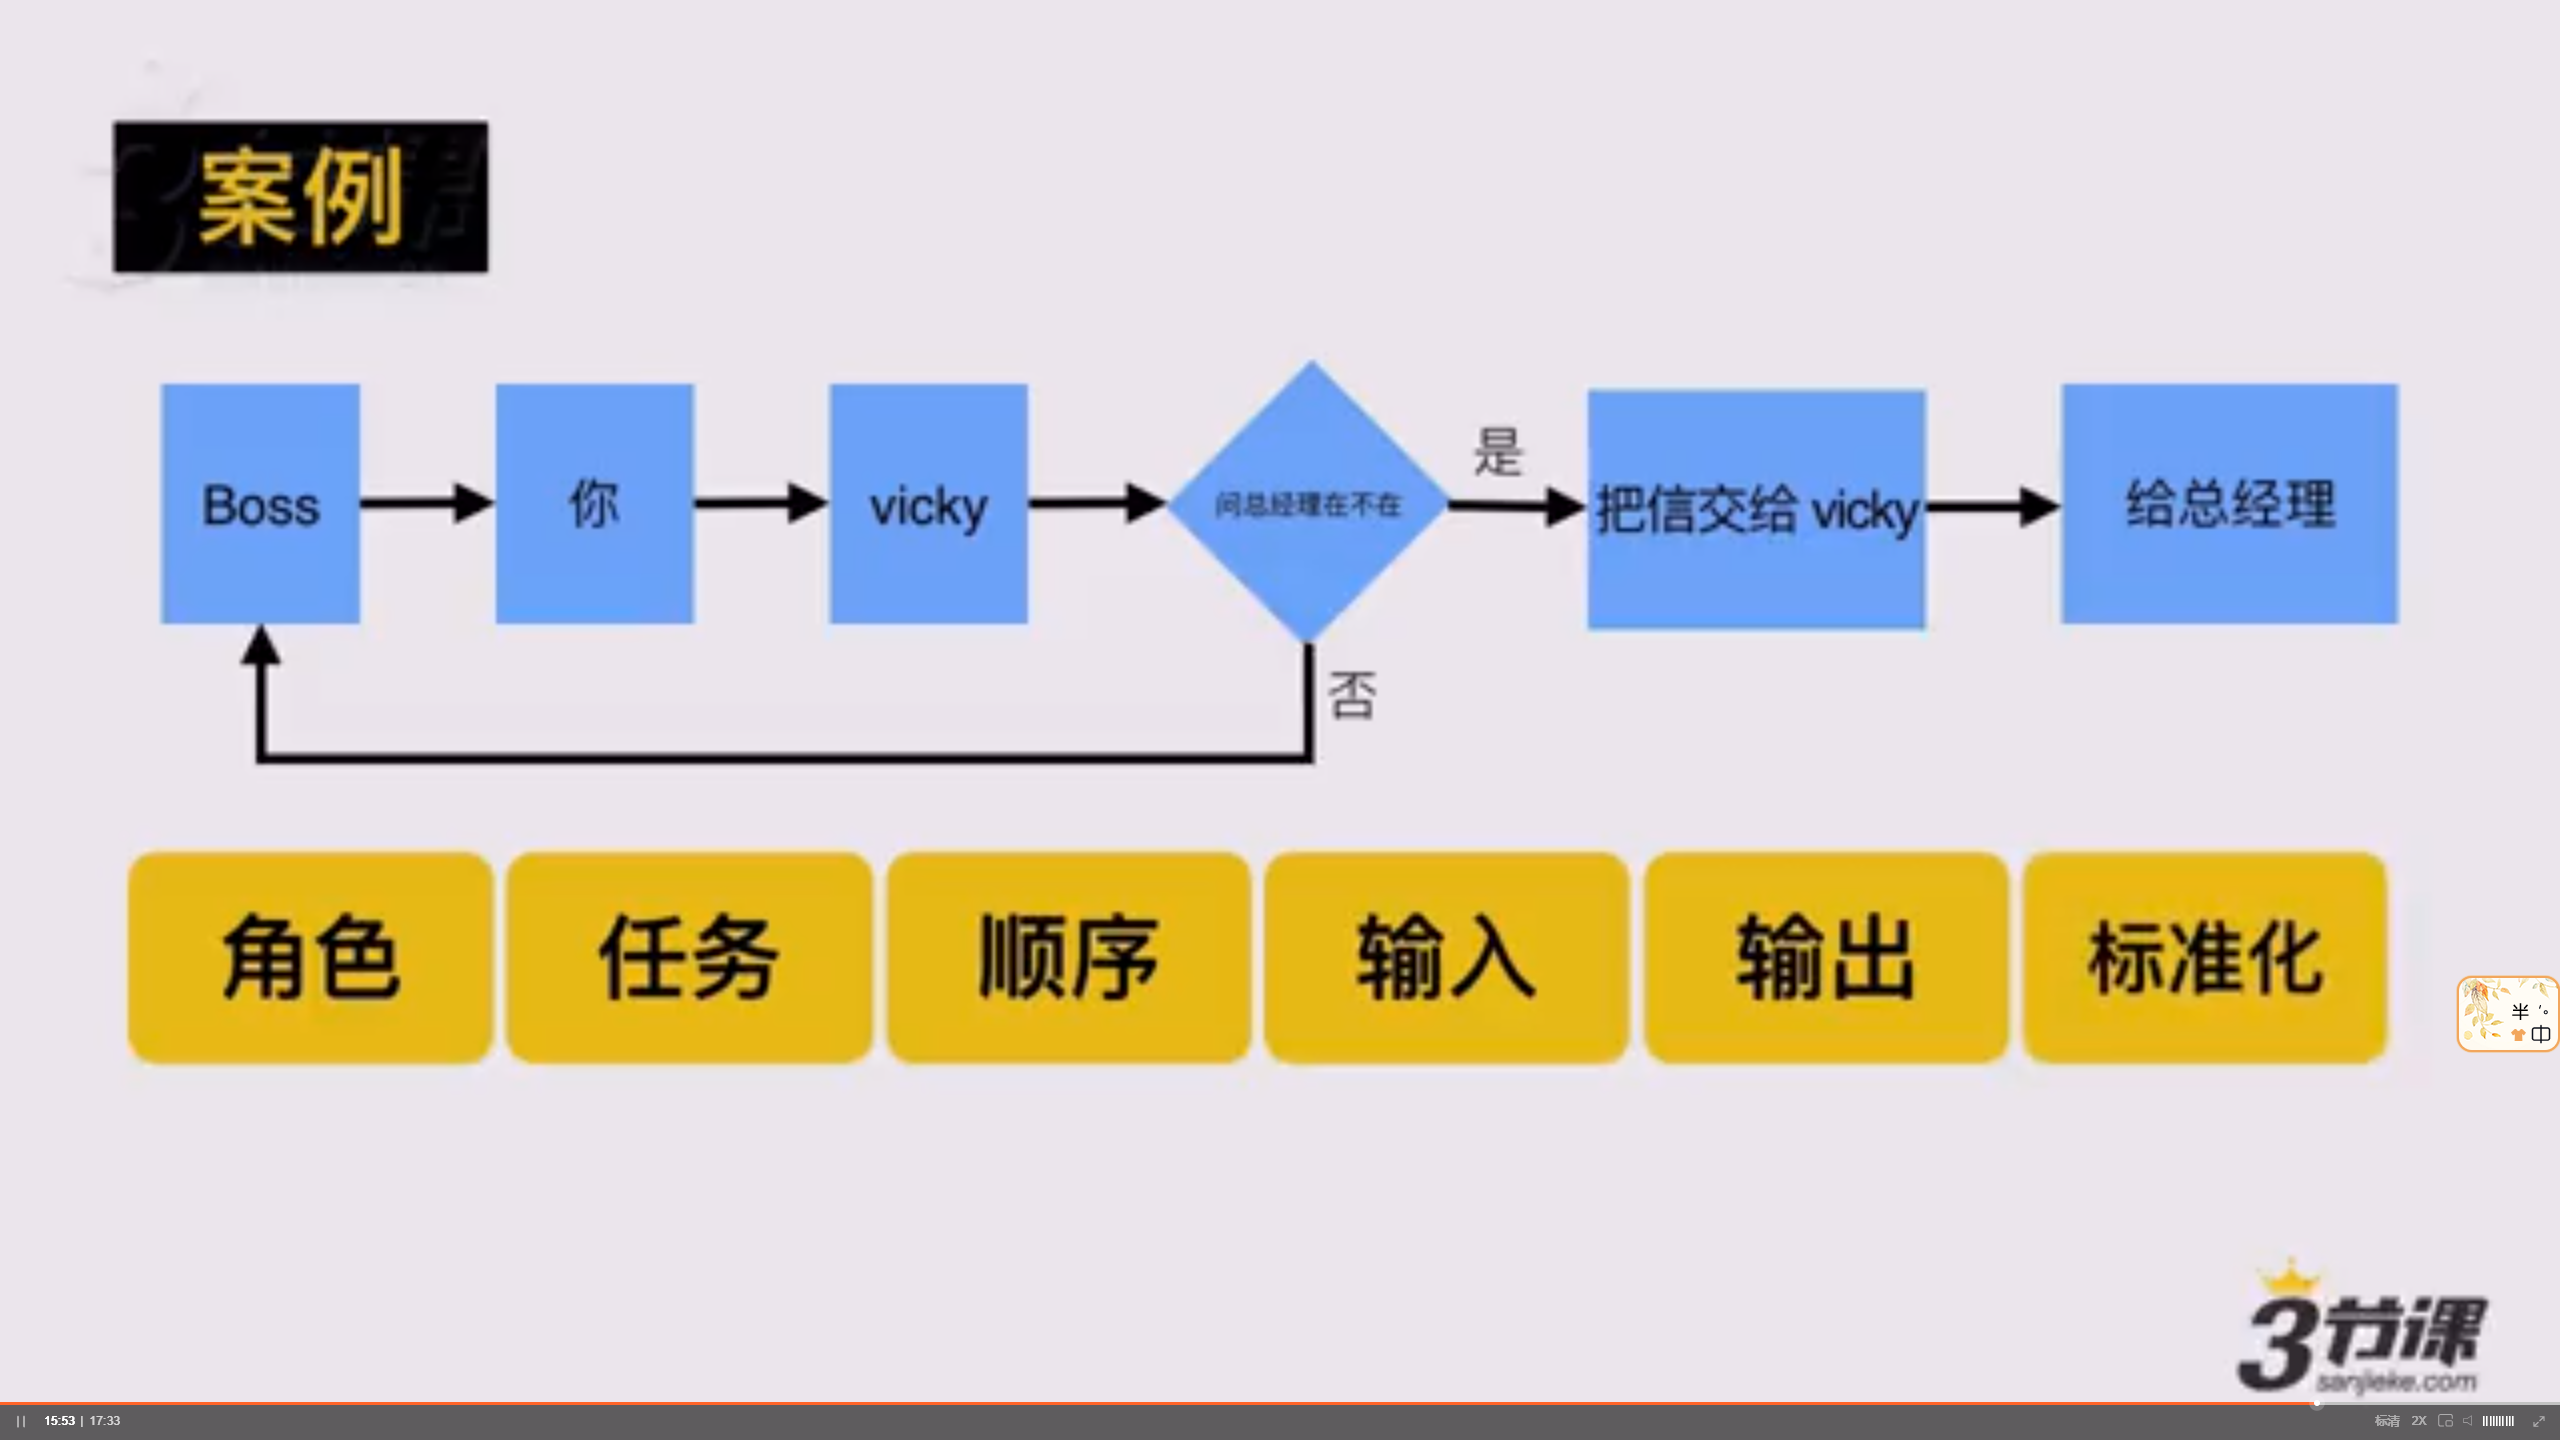 案例
Boss
你
vicky
问总经理在不在
是
把信交给 vicky
给总经理
否
角色
任务
顺序
输入
输出
标准化
半 ’。
中
3节课
sanjieke.com
15:53 | 17:33
标清 2X